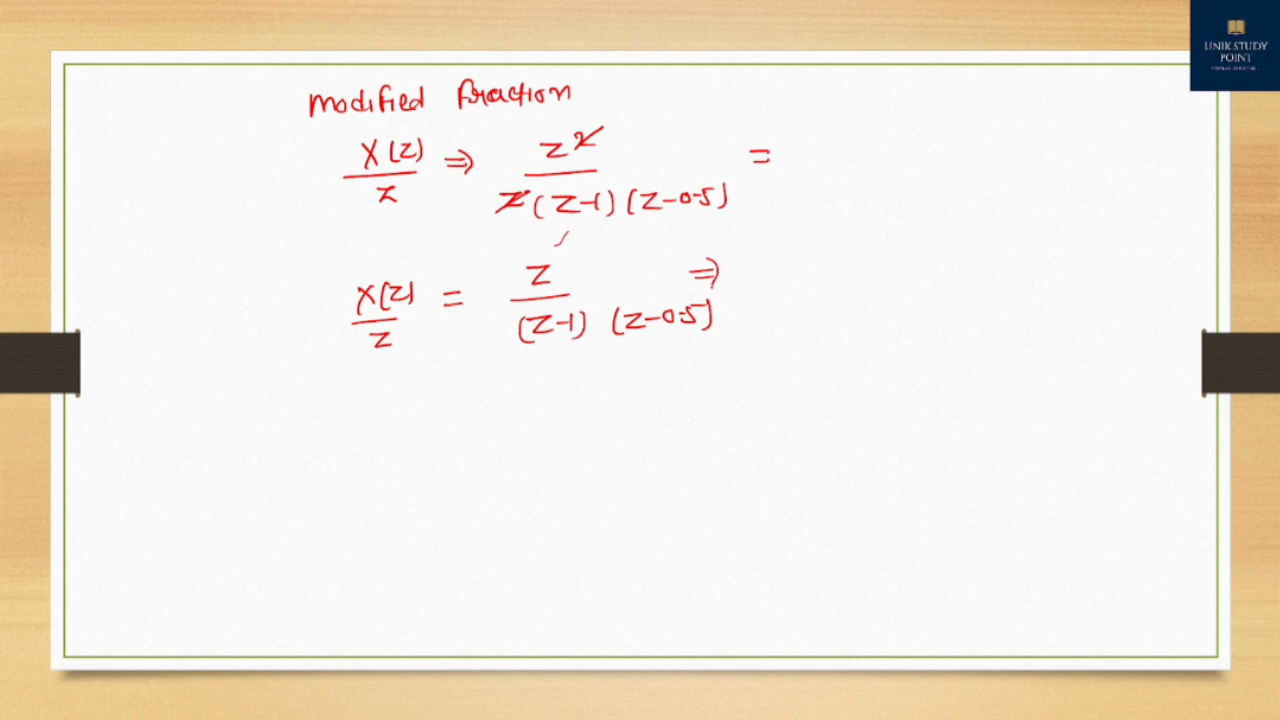 UNIK STUDY
POINT
modified fraction
X(z)/z ⇒ z²/z(z-1)(z-0.5) =
X(z)/z = z/(z-1)(z-0.5) ⇒